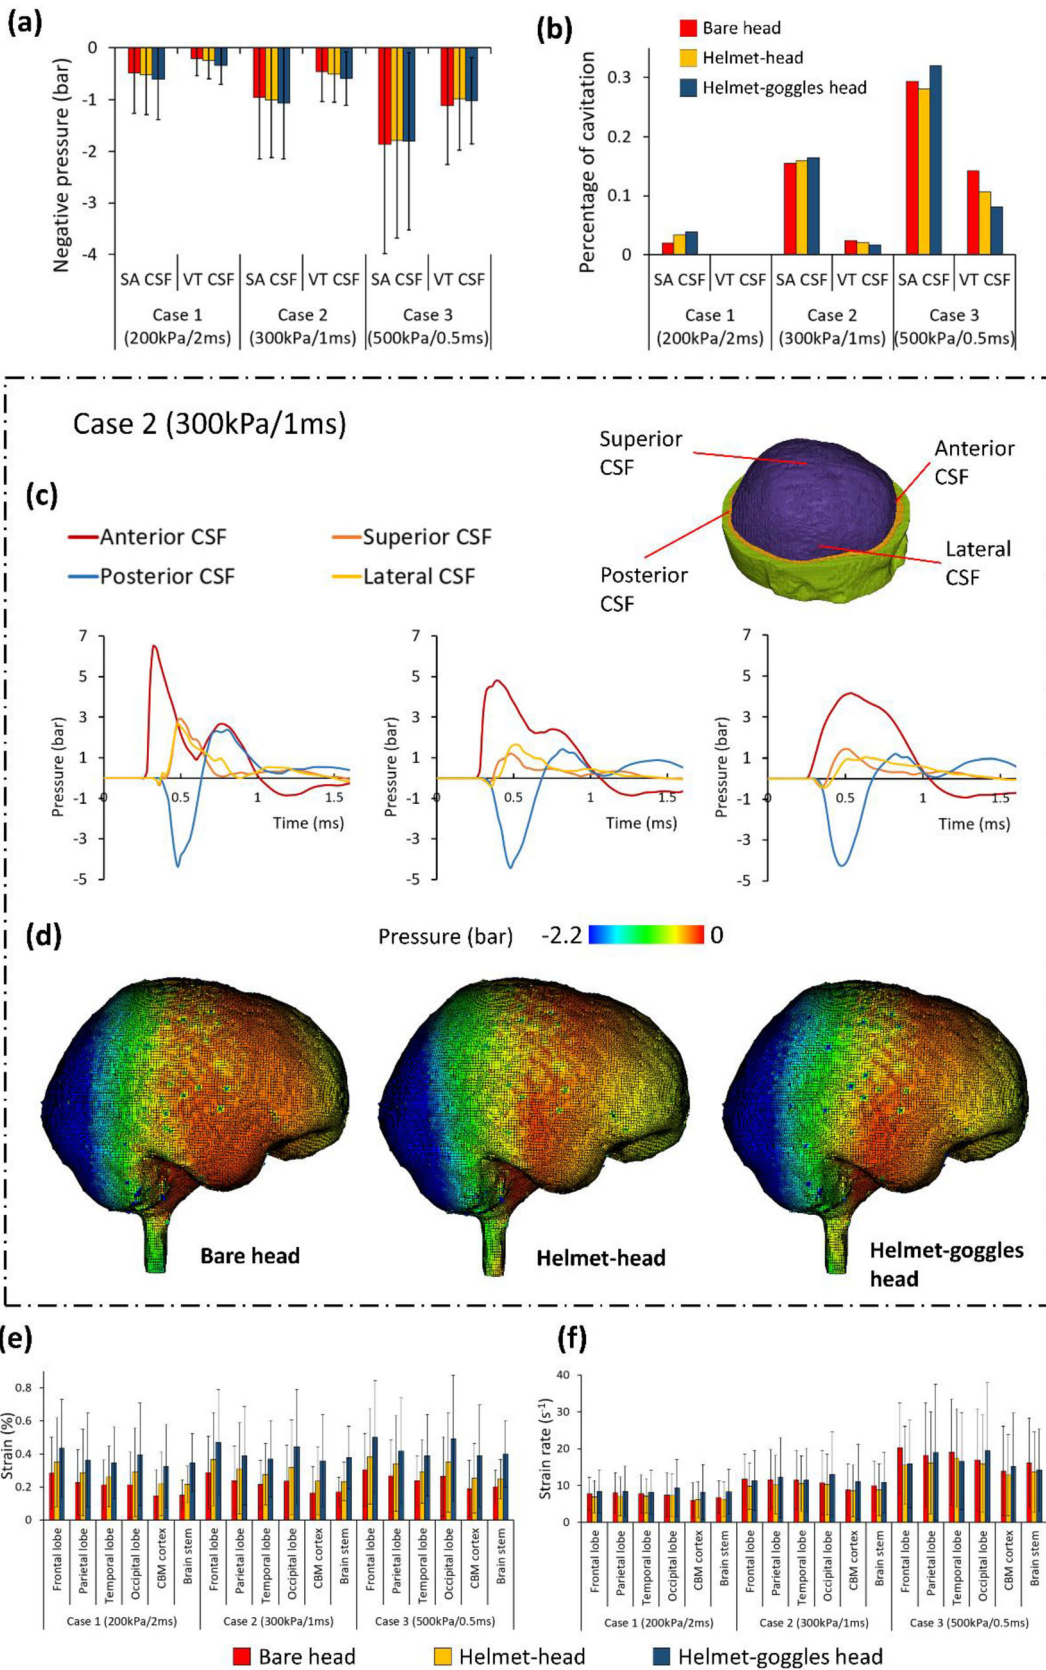 (a)
Negative pressure (bar)
0
-1
-2
-3
-4
SA CSF VT CSF SA CSF VT CSF SA CSF VT CSF
Case 1 Case 2 Case 3
(200kPa/2ms) (300kPa/1ms) (500kPa/0.5ms)
(b)
Bare head
Helmet-head
Helmet-goggles head
Percentage of cavitation
0.3
0.2
0.1
0
SA CSF VT CSF SA CSF VT CSF SA CSF VT CSF
Case 1 Case 2 Case 3
(200kPa/2ms) (300kPa/1ms) (500kPa/0.5ms)
Case 2 (300kPa/1ms)
Superior
CSF
Anterior
CSF
Posterior
CSF
Lateral
CSF
(c)
Anterior CSF Superior CSF
Posterior CSF Lateral CSF
Pressure (bar)
7
5
3
1
-1
-3
-5
0 0.5 1 1.5
Time (ms)
Pressure (bar)
7
5
3
1
-1
-3
-5
0 0.5 1 1.5
Time (ms)
Pressure (bar)
7
5
3
1
-1
-3
-5
0 0.5 1 1.5
Time (ms)
(d)
Pressure (bar) -2.2 0
Bare head
Helmet-head
Helmet-goggles
head
(e)
Strain (%)
0.8
0.6
0.4
0.2
0
Frontal lobe Parietal lobe Temporal lobe Occipital lobe CBM cortex Brain stem Frontal lobe Parietal lobe Temporal lobe Occipital lobe CBM cortex Brain stem Frontal lobe Parietal lobe Temporal lobe Occipital lobe CBM cortex Brain stem
Case 1 (200kPa/2ms) Case 2 (300kPa/1ms) Case 3 (500kPa/0.5ms)
(f)
Strain rate (s⁻¹)
40
30
20
10
0
Frontal lobe Parietal lobe Temporal lobe Occipital lobe CBM cortex Brain stem Frontal lobe Parietal lobe Temporal lobe Occipital lobe CBM cortex Brain stem Frontal lobe Parietal lobe Temporal lobe Occipital lobe CBM cortex Brain stem
Case 1 (200kPa/2ms) Case 2 (300kPa/1ms) Case 3 (500kPa/0.5ms)
Bare head Helmet-head Helmet-goggles head